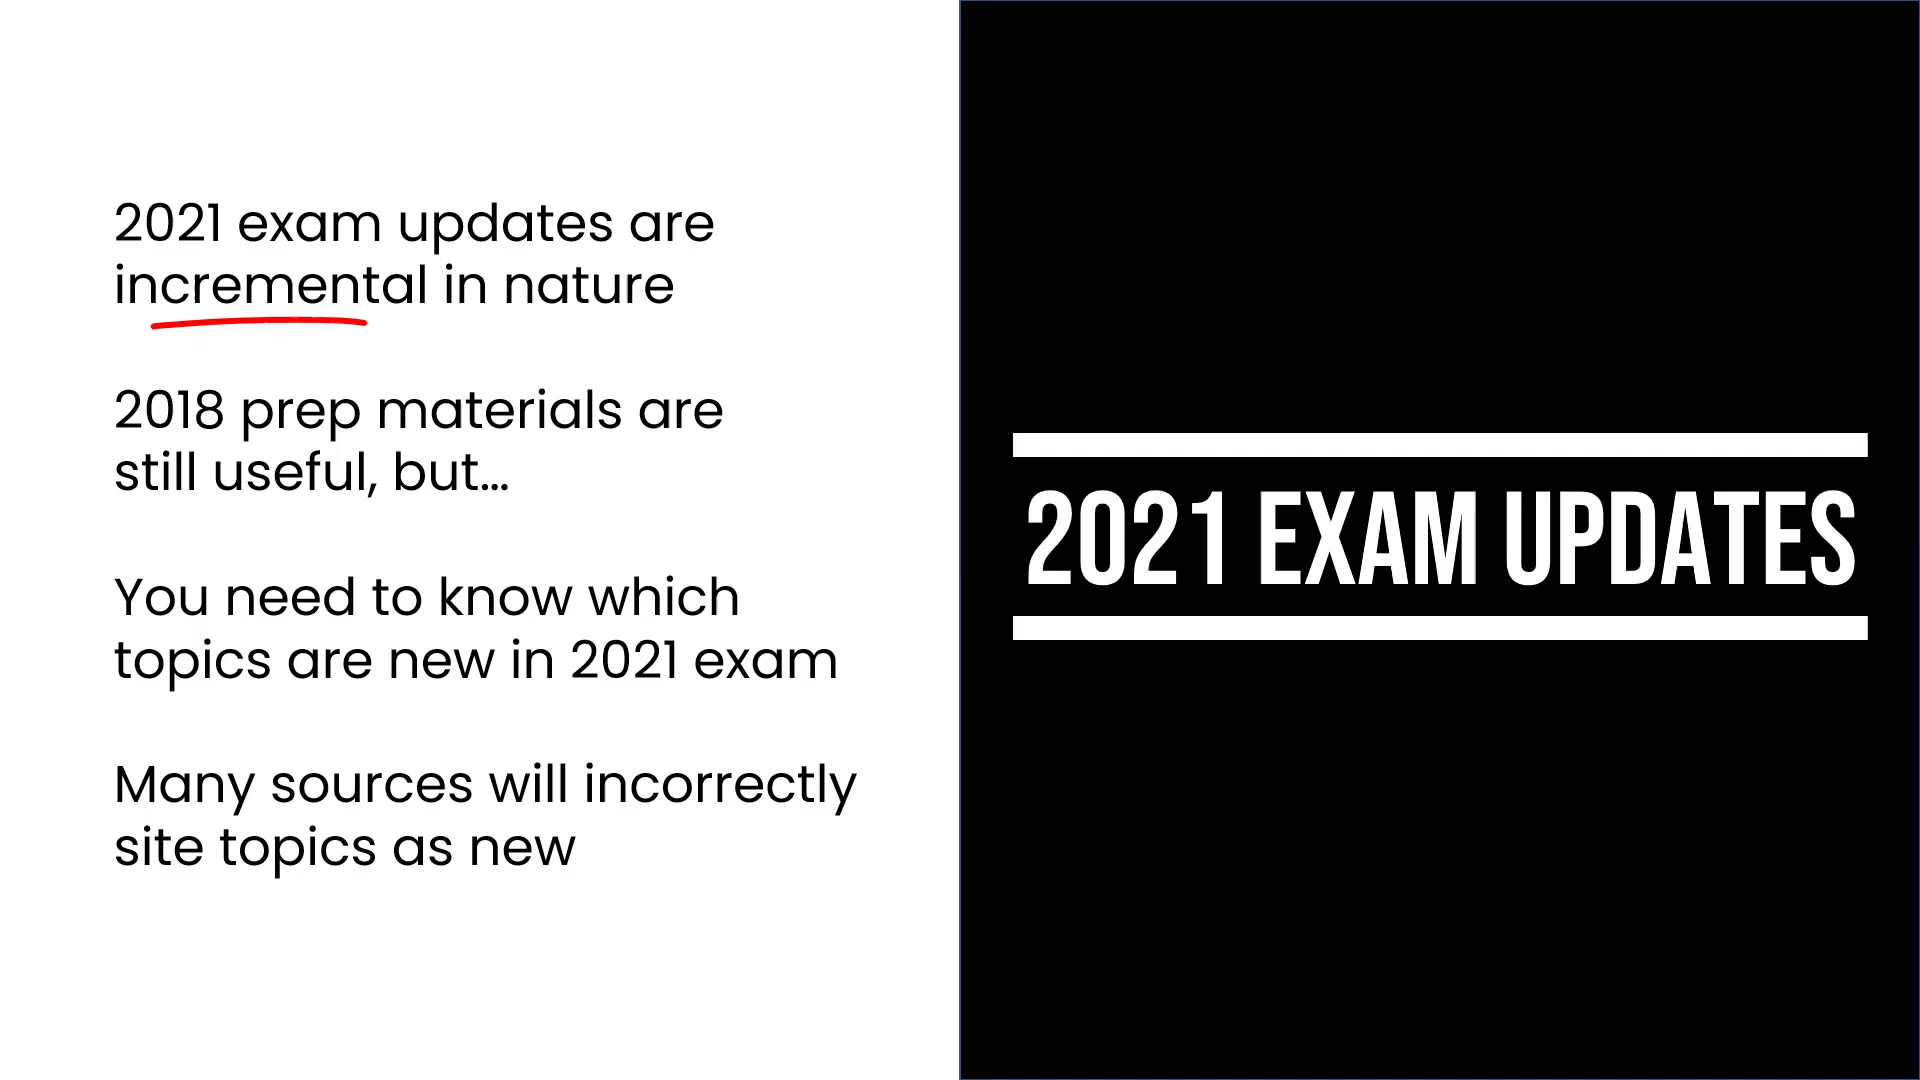 2021 exam updates are
incremental in nature
2018 prep materials are
still useful, but...
You need to know which
topics are new in 2021 exam
Many sources will incorrectly
site topics as new
2021 EXAM UPDATES